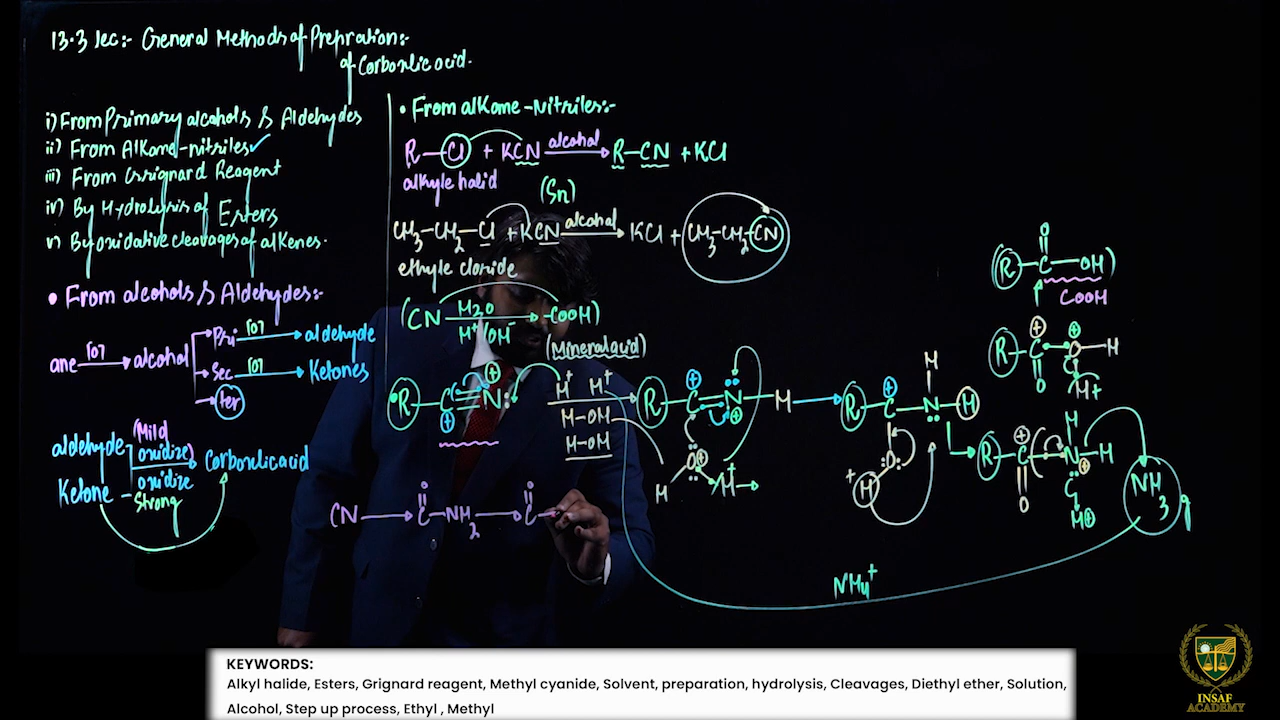 13.3 lec:- General Methods of Prepration:-
of Corboxlic acid.
i) From Primary alcohols & Aldehydes
ii) From Alkane-nitriles ✓
iii) From Grignard Reagent
iv) By Hydrolysis of Esters
v) By oxidative cleavages of alkenes.
• From alcohols & Aldehydes:-
ane [o]→ alcohol
Pri [o]→ aldehyde
Sec [o]→ Ketones
ter
aldehyde (Mild oxidize)→ Corboxlic acid
Ketone - oxidize Strong
• From alkane-Nitriles:-
R-Cl + KCN alcohol→ R-CN + KCl
alkyle halid
(Sn)
CH3-CH2-Cl + KCN alcohol→ KCl + CH3-CH2-CN
ethyle cloride
(CN H2O→ -COOH)
H+/OH-
(Mineral acid)
R-C≡N: H+ H+→ R-C=N-H → R-C-N-H
H-OH
H-OH
H O H+
H
H+ O
R-C-N-H
O
H
NH3 g
R-C-OH)
O
COOH
R-C-O-H
O H+
NH4+
CN → C-NH2 → C-
KEYWORDS:
Alkyl halide, Esters, Grignard reagent, Methyl cyanide, Solvent, preparation, hydrolysis, Cleavages, Diethyl ether, Solution,
Alcohol, Step up process, Ethyl , Methyl
INSAF
ACADEMY